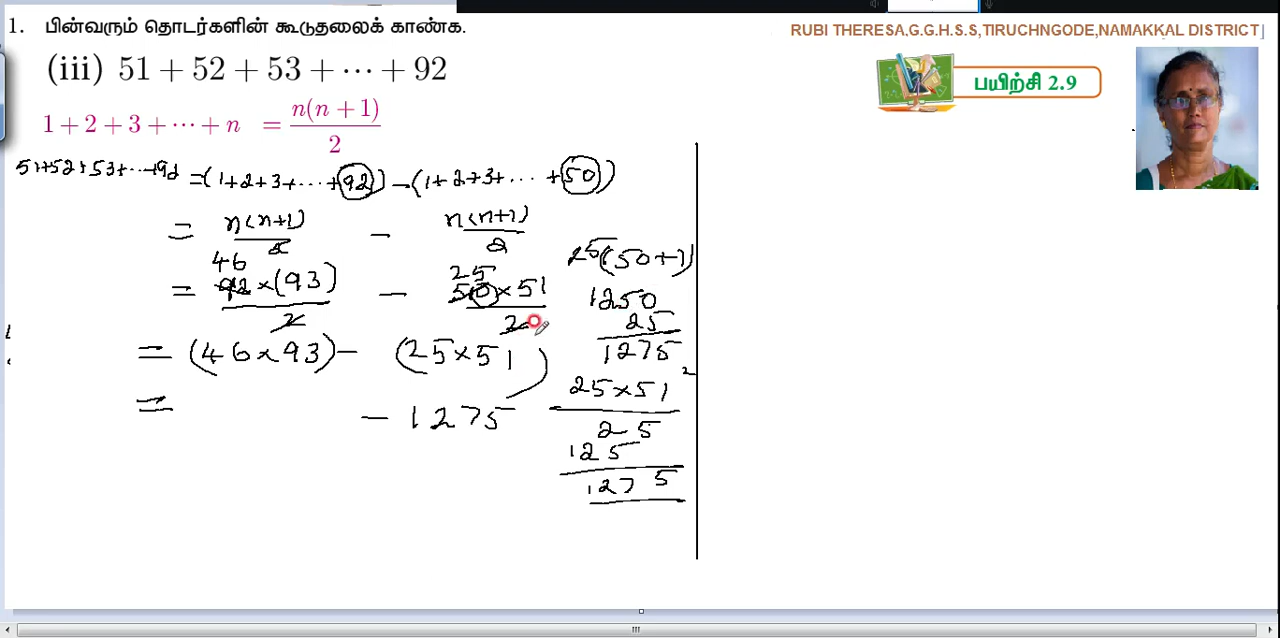 1. பின்வரும் தொடர்களின் கூடுதலைக் காண்க.
RUBI THERESA,G.G.H.S.S,TIRUCHNGODE,NAMAKKAL DISTRICT
(iii) 51 + 52 + 53 + ⋯ + 92
பயிற்சி 2.9
1 + 2 + 3 + ⋯ + n = n(n + 1)/2
51+52+53+...+92 = (1+2+3+...+92) - (1+2+3+...+50)
= n(n+1)/2 - n(n+1)/2
25(50+1)
46 25
= 92×(93)/2 - 50×51/2
1250
25
1275
= (46×93) - (25×51)
25×51
= - 1275
25
125
1275